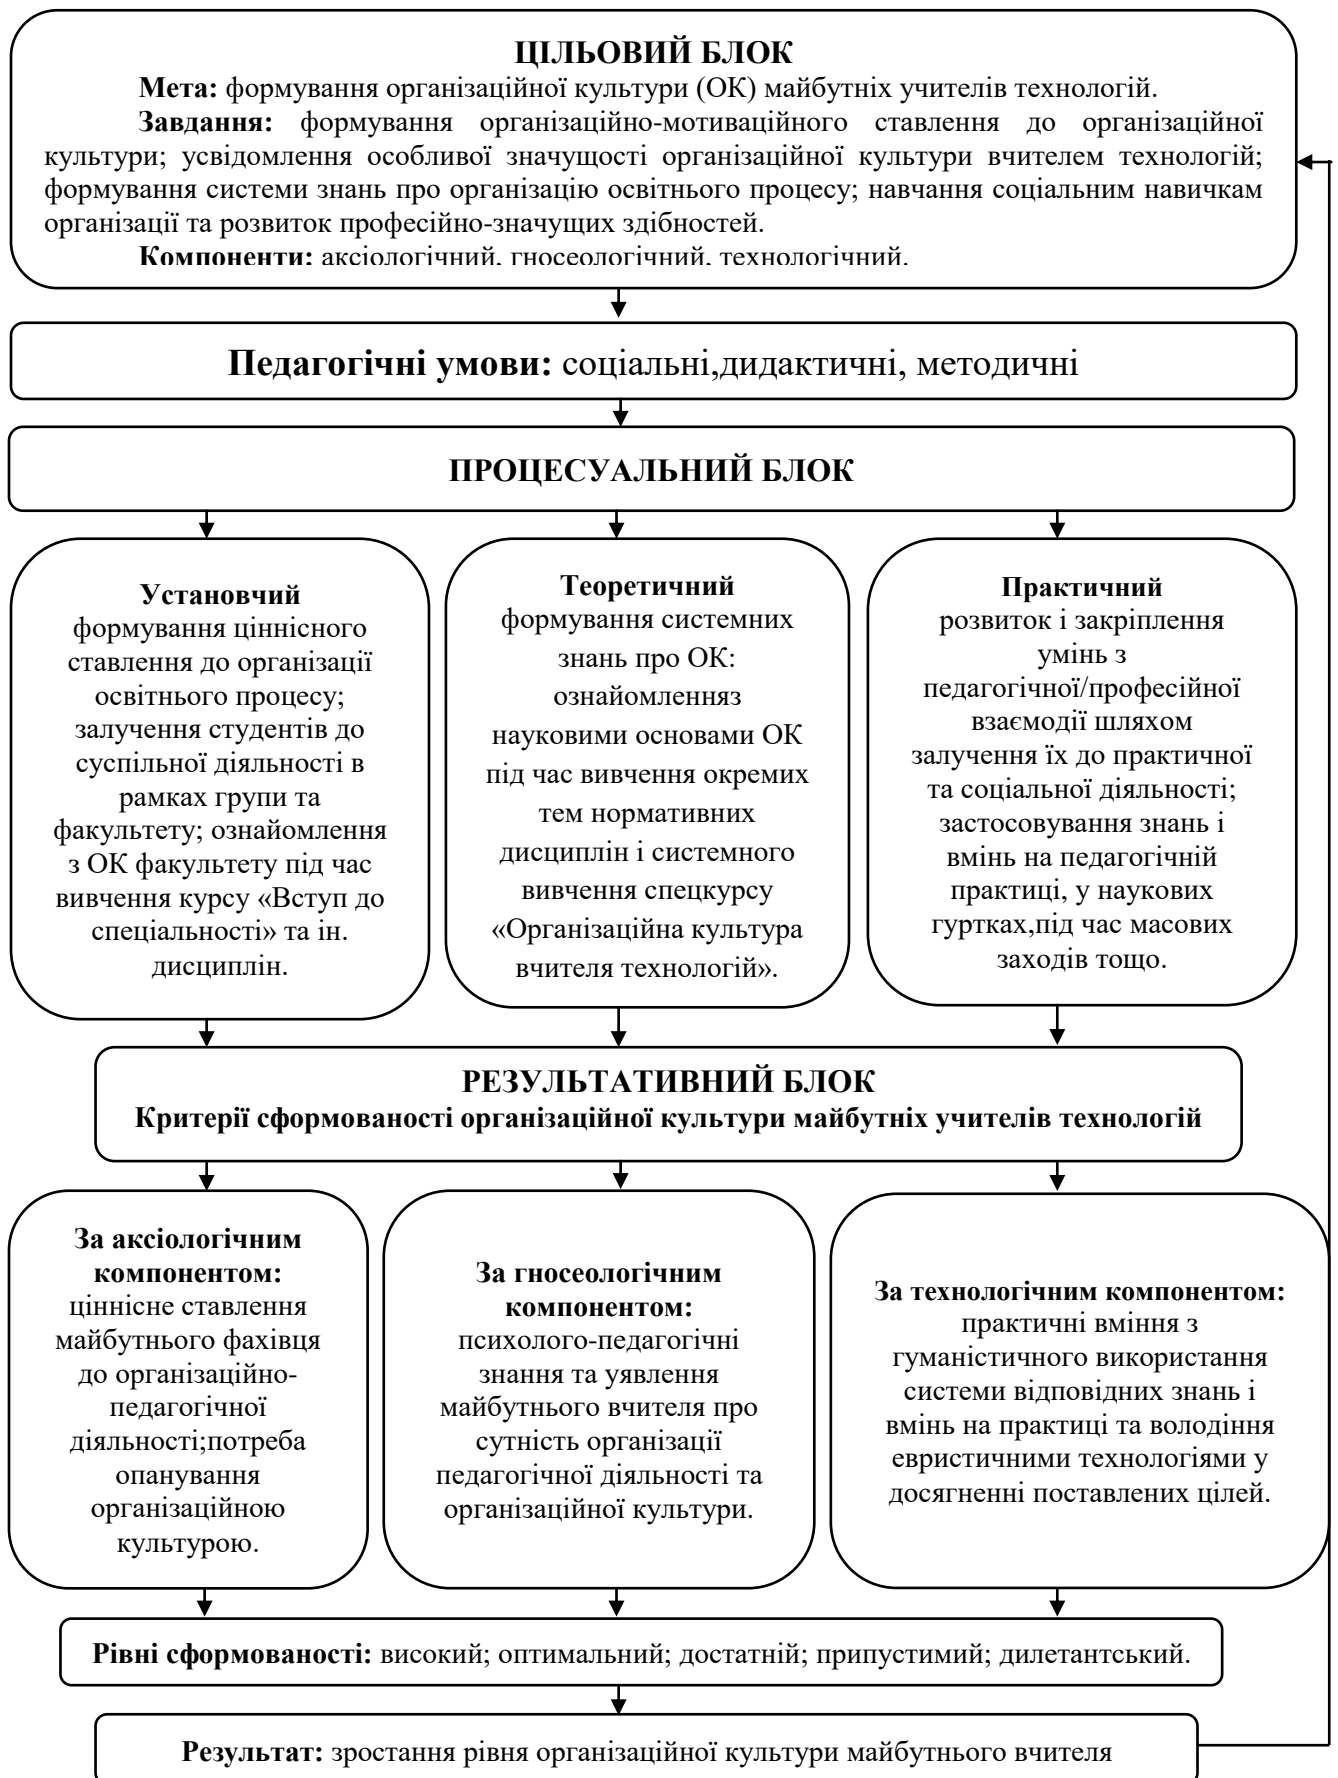 ЦІЛЬОВИЙ БЛОК
Мета: формування організаційної культури (ОК) майбутніх учителів технологій.
Завдання: формування організаційно-мотиваційного ставлення до організаційної
культури; усвідомлення особливої значущості організаційної культури вчителем технологій;
формування системи знань про організацію освітнього процесу; навчання соціальним навичкам
організації та розвиток професійно-значущих здібностей.
Компоненти: аксіологічний, гносеологічний, технологічний.
Педагогічні умови: соціальні,дидактичні, методичні
ПРОЦЕСУАЛЬНИЙ БЛОК
Установчий
формування ціннісного
ставлення до організації
освітнього процесу;
залучення студентів до
суспільної діяльності в
рамках групи та
факультету; ознайомлення
з ОК факультету під час
вивчення курсу «Вступ до
спеціальності» та ін.
дисциплін.
Теоретичний
формування системних
знань про ОК:
ознайомленняз
науковими основами ОК
під час вивчення окремих
тем нормативних
дисциплін і системного
вивчення спецкурсу
«Організаційна культура
вчителя технологій».
Практичний
розвиток і закріплення
умінь з
педагогічної/професійної
взаємодії шляхом
залучення їх до практичної
та соціальної діяльності;
застосовування знань і
вмінь на педагогічній
практиці, у наукових
гуртках,під час масових
заходів тощо.
РЕЗУЛЬТАТИВНИЙ БЛОК
Критерії сформованості організаційної культури майбутніх учителів технологій
За аксіологічним
компонентом:
ціннісне ставлення
майбутнього фахівця
до організаційно-
педагогічної
діяльності;потреба
опанування
організаційною
культурою.
За гносеологічним
компонентом:
психолого-педагогічні
знання та уявлення
майбутнього вчителя про
сутність організації
педагогічної діяльності та
організаційної культури.
За технологічним компонентом:
практичні вміння з
гуманістичного використання
системи відповідних знань і
вмінь на практиці та володіння
евристичними технологіями у
досягненні поставлених цілей.
Рівні сформованості: високий; оптимальний; достатній; припустимий; дилетантський.
Результат: зростання рівня організаційної культури майбутнього вчителя